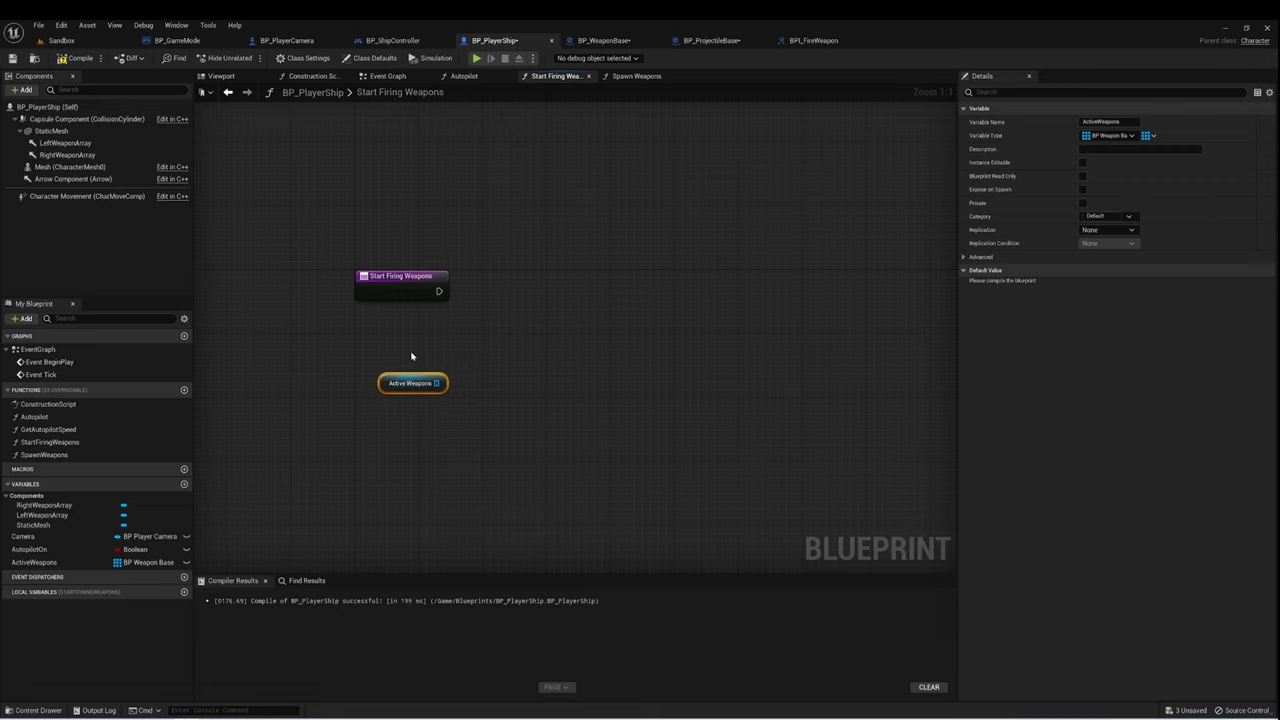 File Edit Asset View Debug Window Tools Help
Sandbox BP_GameMode BP_PlayerCamera BP_ShipController BP_PlayerShip• BP_WeaponBase• BP_ProjectileBase• BPI_FireWeapon Parent class: Character
Compile Diff Find Hide Unrelated Class Settings Class Defaults Simulation No debug object selected
Components
Viewport Construction Sc... Event Graph Autopilot Start Firing Wea... Spawn Weapons Details
Add Search
BP_PlayerShip > Start Firing Weapons Zoom 1:1
Search
BP_PlayerShip (Self)
Capsule Component (CollisionCylinder) Edit in C++
StaticMesh
LeftWeaponArray
RightWeaponArray
Mesh (CharacterMesh0) Edit in C++
Arrow Component (Arrow) Edit in C++
Character Movement (CharMoveComp) Edit in C++
Variable
Variable Name ActiveWeapons
Variable Type BP Weapon Ba
Description
Instance Editable
Blueprint Read Only
Expose on Spawn
Private
Category Default
Replication None
Replication Condition None
Advanced
Default Value
Please compile the blueprint
Start Firing Weapons
Active Weapons
BLUEPRINT
My Blueprint
Add Search
GRAPHS
EventGraph
Event BeginPlay
Event Tick
FUNCTIONS (33 OVERRIDABLE)
ConstructionScript
Autopilot
GetAutopilotSpeed
StartFiringWeapons
SpawnWeapons
MACROS
VARIABLES
Components
RightWeaponArray
LeftWeaponArray
StaticMesh
Camera BP Player Camera
AutopilotOn Boolean
ActiveWeapons BP Weapon Base
EVENT DISPATCHERS
LOCAL VARIABLES (STARTFIRINGWEAPONS)
Compiler Results Find Results
[0176.69] Compile of BP_PlayerShip successful! [in 199 ms] (/Game/Blueprints/BP_PlayerShip.BP_PlayerShip)
PAGE CLEAR
Content Drawer Output Log Cmd Enter Console Command 3 Unsaved Source Control